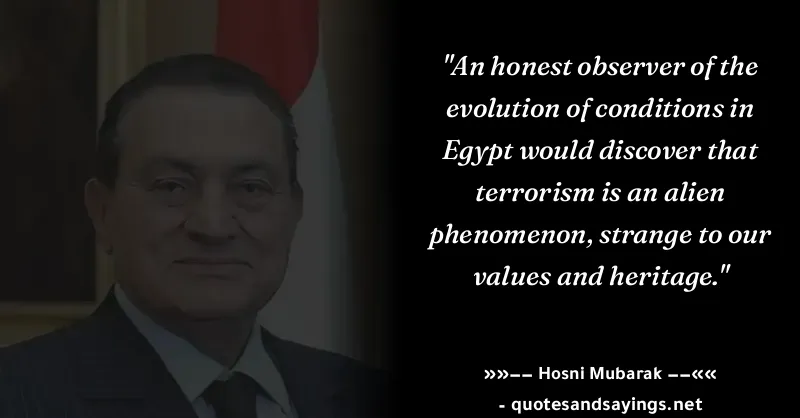 "An honest observer of the
evolution of conditions in
Egypt would discover that
terrorism is an alien
phenomenon, strange to our
values and heritage."
»»–– Hosni Mubarak ––««
- quotesandsayings.net